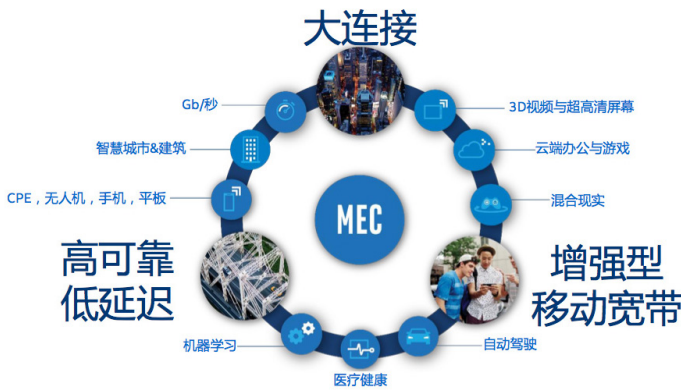 大连接
Gb/秒
3D视频与超高清屏幕
智慧城市&建筑
云端办公与游戏
CPE，无人机，手机，平板
混合现实
MEC
高可靠
低延迟
增强型
移动宽带
机器学习
自动驾驶
医疗健康